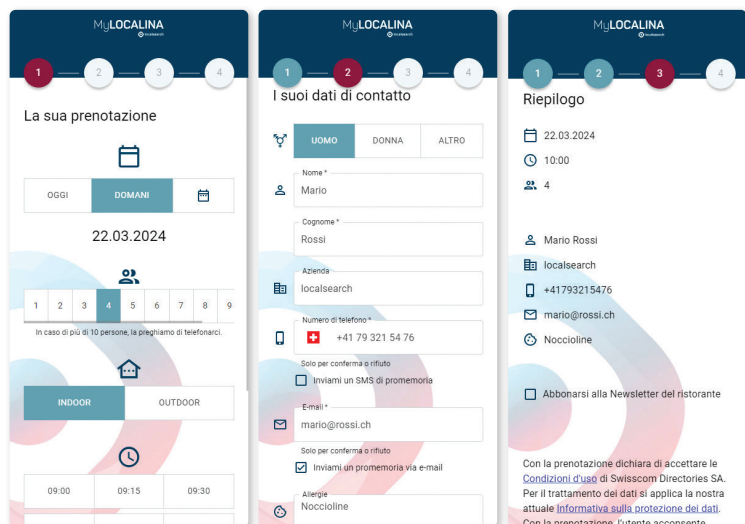 MyLOCALINA
localsearch
1
2
3
4
La sua prenotazione
OGGI
DOMANI
22.03.2024
1 2 3 4 5 6 7 8 9
In caso di più di 10 persone, la preghiamo di telefonarci.
INDOOR
OUTDOOR
09:00 09:15 09:30
MyLOCALINA
localsearch
1
2
3
4
I suoi dati di contatto
UOMO
DONNA
ALTRO
Nome *
Mario
Cognome *
Rossi
Azienda
localsearch
Numero di telefono *
+41 79 321 54 76
Solo per conferma o rifiuto
Inviami un SMS di promemoria
E-mail *
mario@rossi.ch
Solo per conferma o rifiuto
Inviami un promemoria via e-mail
Allergie
Noccioline
MyLOCALINA
localsearch
1
2
3
4
Riepilogo
22.03.2024
10:00
4
Mario Rossi
localsearch
+41793215476
mario@rossi.ch
Noccioline
Abbonarsi alla Newsletter del ristorante
Con la prenotazione dichiara di accettare le
Condizioni d'uso di Swisscom Directories SA.
Per il trattamento dei dati si applica la nostra
attuale Informativa sulla protezione dei dati.
Con la prenotazione, l'utente acconsente